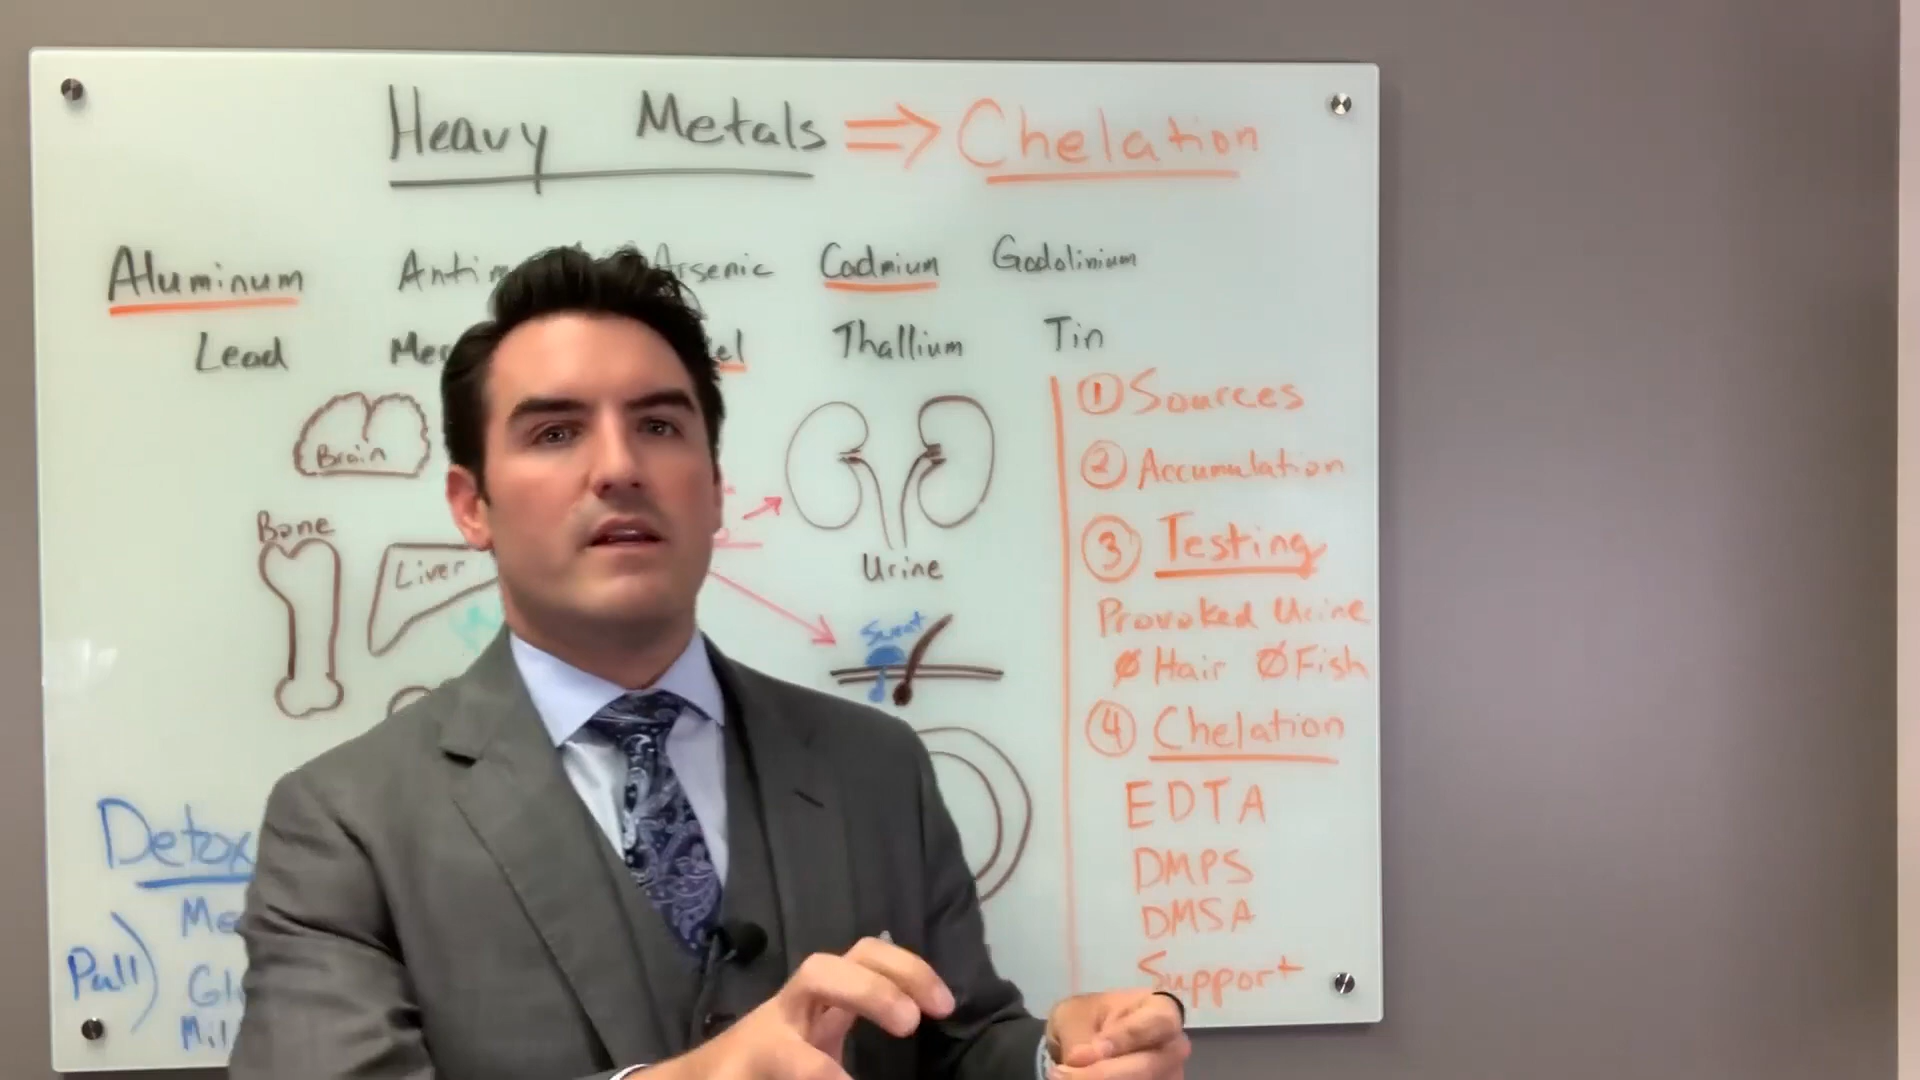 Heavy Metals ⇒ Chelation
Aluminum Arsenic Cadmium Gadolinium
Lead Thallium Tin
① Sources
② Accumulation
③ Testing
Provoked Urine
Ø Hair Ø Fish
④ Chelation
EDTA
DMPS
DMSA
Support
Brain
Bone
Liver
Urine
Sweat
Detox
Pull)